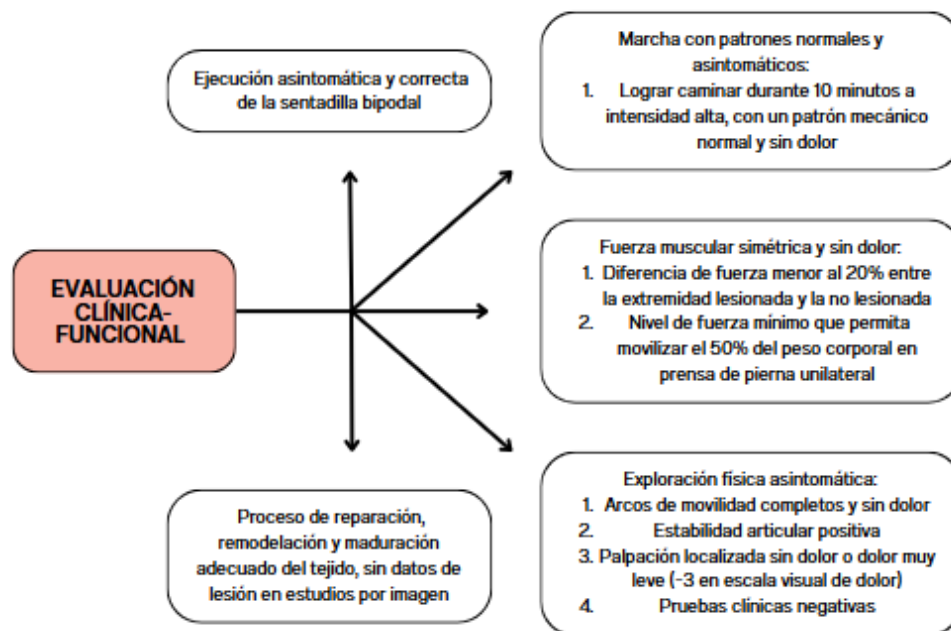 Ejecución asintomática y correcta
de la sentadilla bipodal
Marcha con patrones normales y
asintomáticos:
1. Lograr caminar durante 10 minutos a
intensidad alta, con un patrón mecánico
normal y sin dolor
EVALUACIÓN
CLÍNICA-
FUNCIONAL
Fuerza muscular simétrica y sin dolor:
1. Diferencia de fuerza menor al 20% entre
la extremidad lesionada y la no lesionada
2. Nivel de fuerza mínimo que permita
movilizar el 50% del peso corporal en
prensa de pierna unilateral
Proceso de reparación,
remodelación y maduración
adecuado del tejido, sin datos de
lesión en estudios por imagen
Exploración física asintomática:
1. Arcos de movilidad completos y sin dolor
2. Estabilidad articular positiva
3. Palpación localizada sin dolor o dolor muy
leve (-3 en escala visual de dolor)
4. Pruebas clínicas negativas